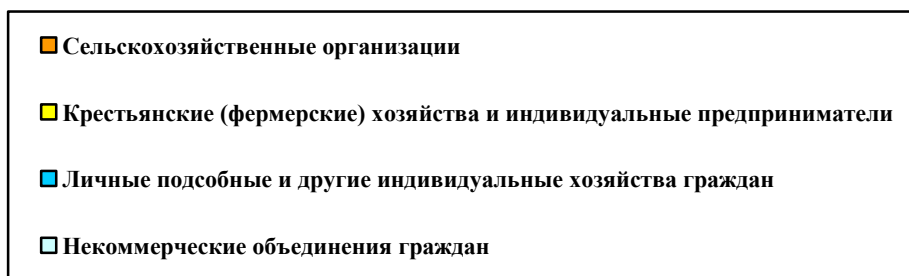 Сельскохозяйственные организации
Крестьянские (фермерские) хозяйства и индивидуальные предприниматели
Личные подсобные и другие индивидуальные хозяйства граждан
Некоммерческие объединения граждан